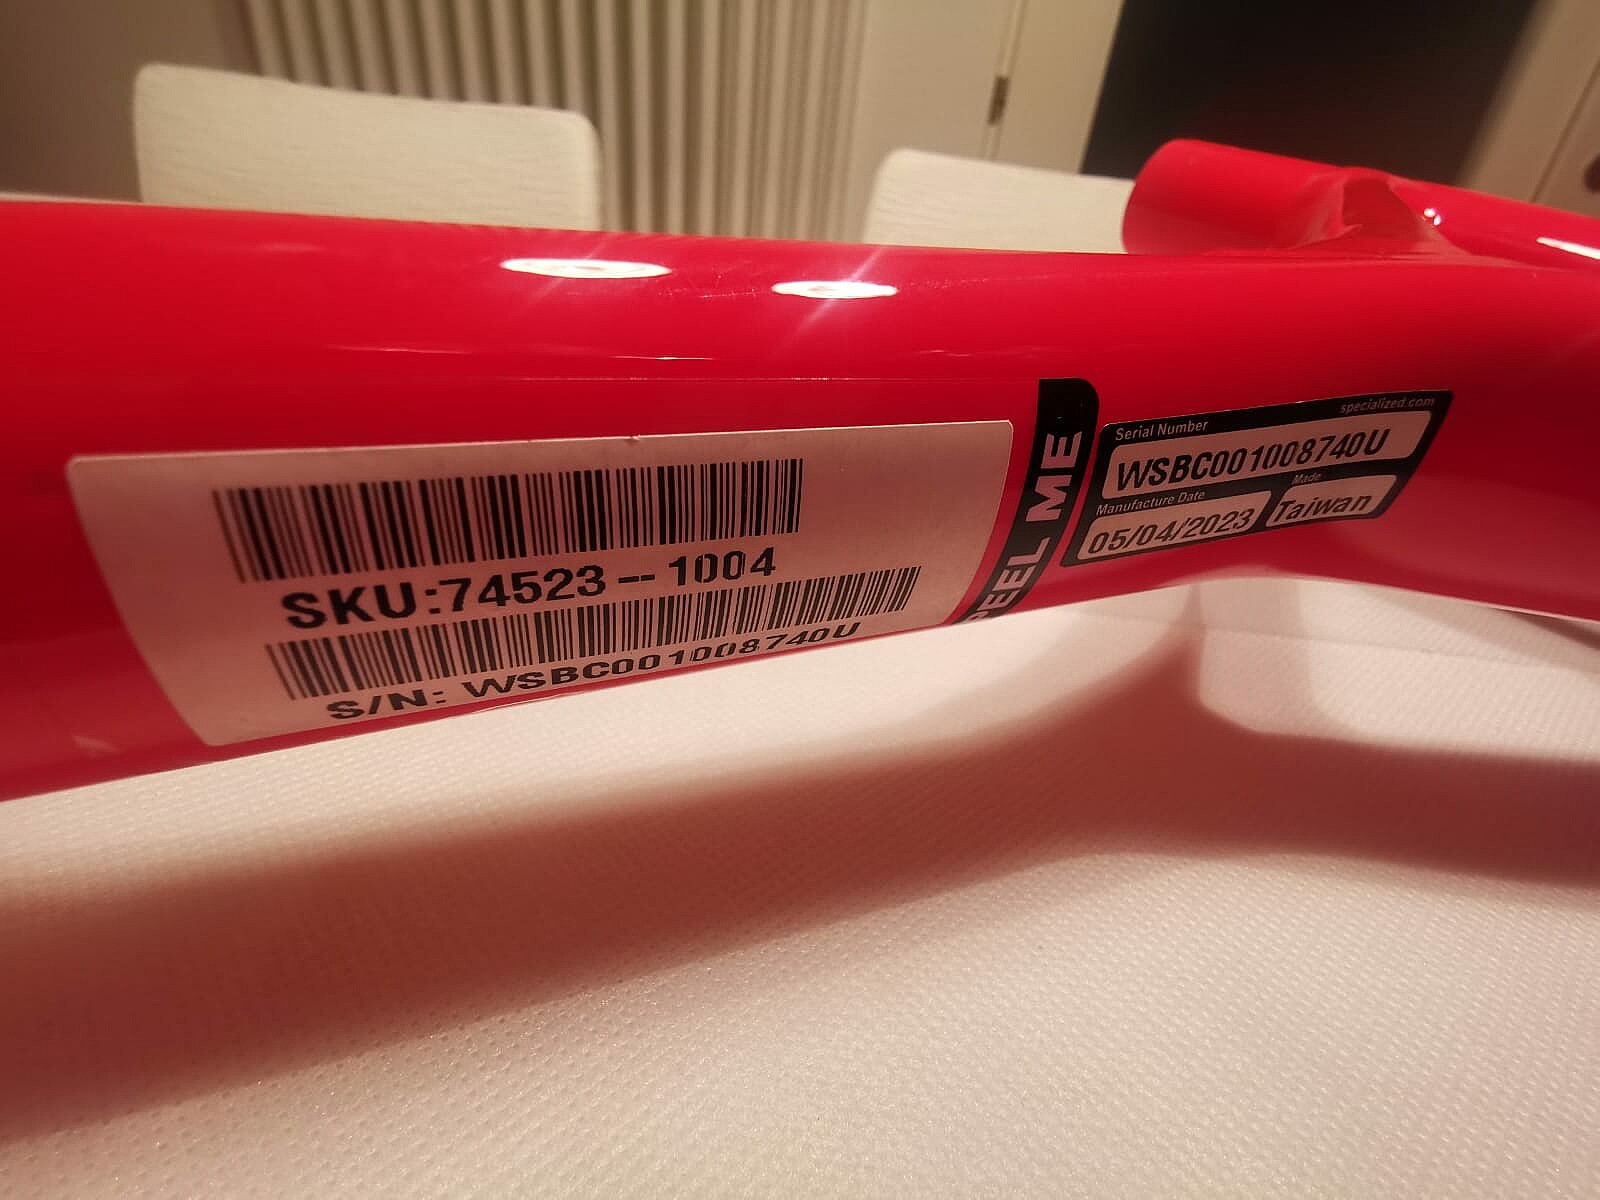 SKU:74523--1004
S/N: WSBC001008740U
PEEL ME
specialized.com
Serial Number
WSBC001008740U
Manufacture Date
Made
05/04/2023
Taiwan